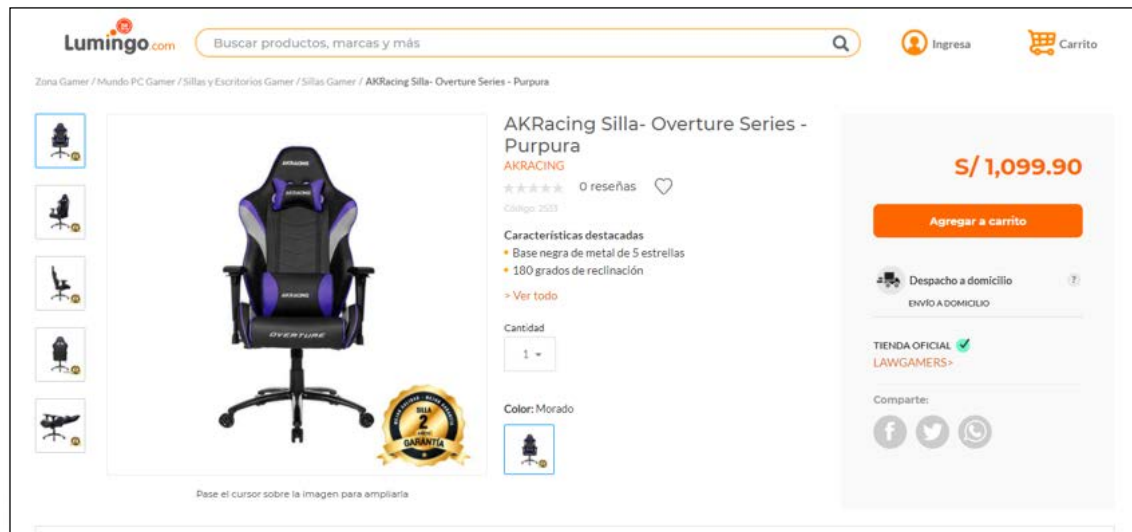 Lumingo.com
Buscar productos, marcas y más
Ingresa
Carrito
Zona Gamer / Mundo PC Gamer / Sillas y Escritorios Gamer / Sillas Gamer / AKRacing Silla- Overture Series - Purpura
AKRacing Silla- Overture Series -
Purpura
AKRACING
0 reseñas
Código: 2513
Características destacadas
Base negra de metal de 5 estrellas
180 grados de reclinación
> Ver todo
Cantidad
1
Color: Morado
AKRACING
AKRACING
AKRACING
OVERTURE
SILLA
2
GARANTÍA
Pase el cursor sobre la imagen para ampliarla
S/ 1,099.90
Agregar a carrito
Despacho a domicilio
?
ENVÍO A DOMICILIO
TIENDA OFICIAL
LAWGAMERS>
Comparte: